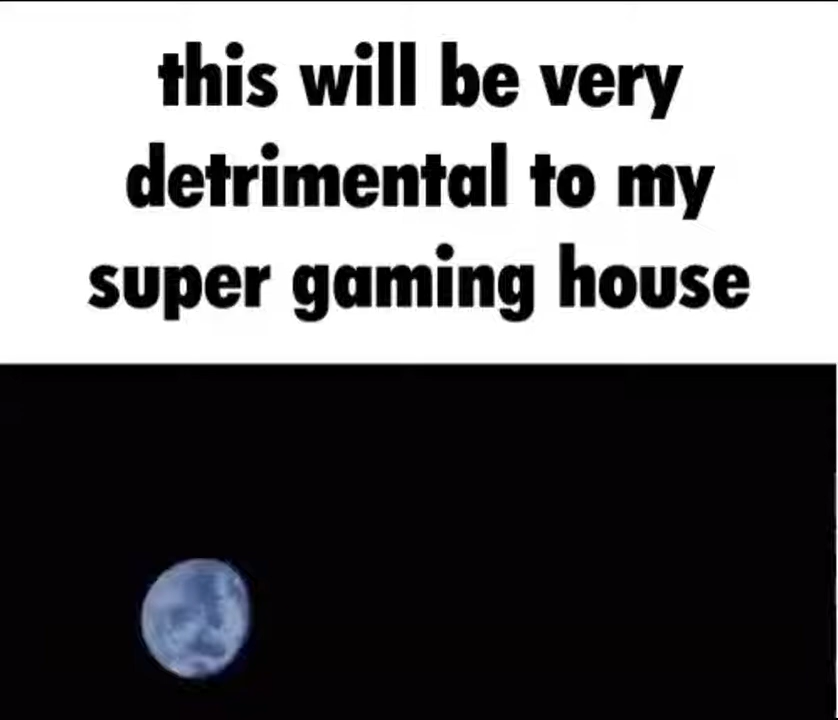 this will be very
detrimental to my
super gaming house